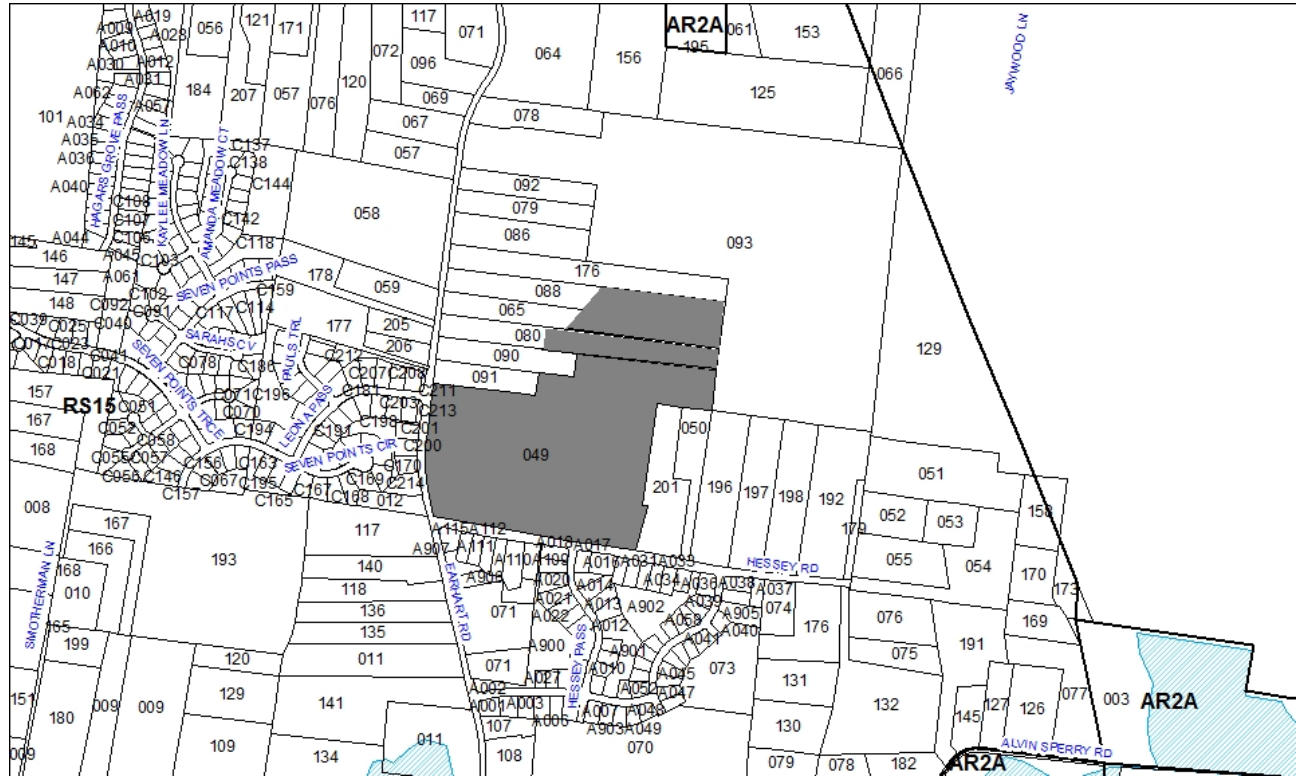 A019
A009
A028
A010
A030
A012
A031
A062
A057
101
A034
A035
A036
A040
A044
145
146
A045
147
A061
148
HAGARS GROVE PASS
KAYLEE MEADOW LN
AMANDA MEADOW CT
056
121
171
184
207
057
076
120
072
117
071
096
069
067
057
064
156
AR2A
195
061
153
066
125
078
JAYWOOD LN
C137
C138
C144
C108
C107
C142
C106
C118
C103
058
092
079
086
093
176
088
065
080
090
091
129
SEVEN POINTS PASS
178
059
C159
C102
C092
C091
C117
C114
C040
C039
C025
C017
C023
C018
C041
C021
SARAHS CV
PAULS TRL
177
205
206
C212
C078
C186
C207
C208
C181
C211
SEVEN POINTS TRCE
LEONA PASS
157
RS15
167
168
C051
C052
C071
C196
C070
C203
C213
C198
C201
C194
C191
C200
C058
C055
C057
C156
C163
SEVEN POINTS CIR
C170
C056
C146
C067
C195
C169
C214
C157
C165
C167
C168
012
049
050
201
196
197
198
192
179
051
052
053
055
054
158
170
173
169
008
167
166
168
010
165
199
SMOTHERMAN LN
193
117
140
118
136
135
011
120
129
141
109
134
011
151
180
009
009
009
EARHART RD
A115
A112
A907
A111
A110
A109
A018
A017
A016
A031
A033
A034
A036
A038
A037
HESSEY RD
A908
A020
A014
A021
A013
A022
A012
A902
A039
A058
A905
A040
A041
074
176
071
A900
A901
A010
071
A027
A002
A001
A003
A006
107
108
HESSEY PASS
A052
A045
A047
A007
A048
A903
A049
070
073
131
130
079
078
182
076
075
132
191
145
127
126
077
003
AR2A
ALVIN SPERRY RD
AR2A